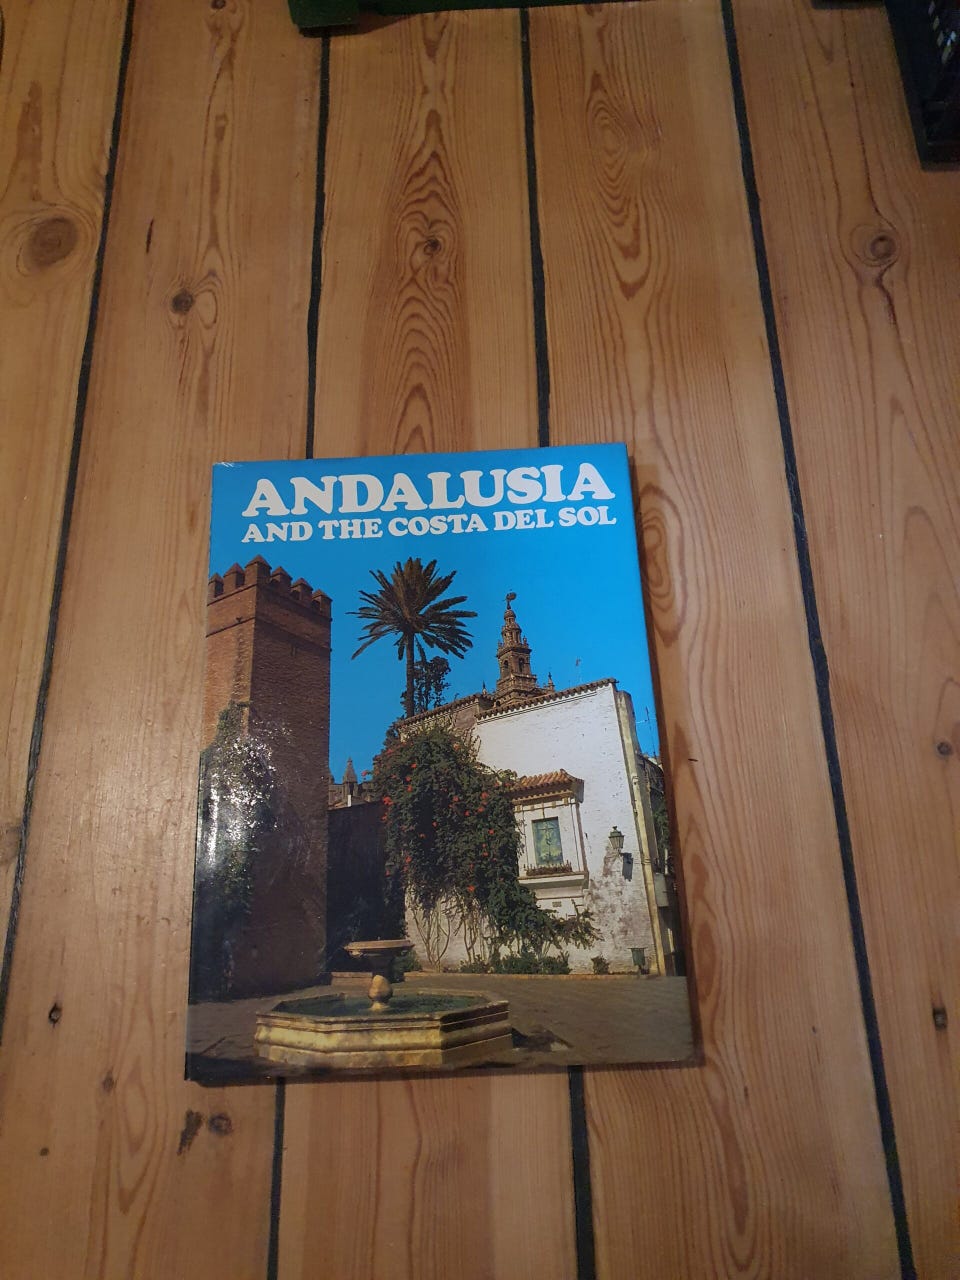 ANDALUSIA
AND THE COSTA DEL SOL